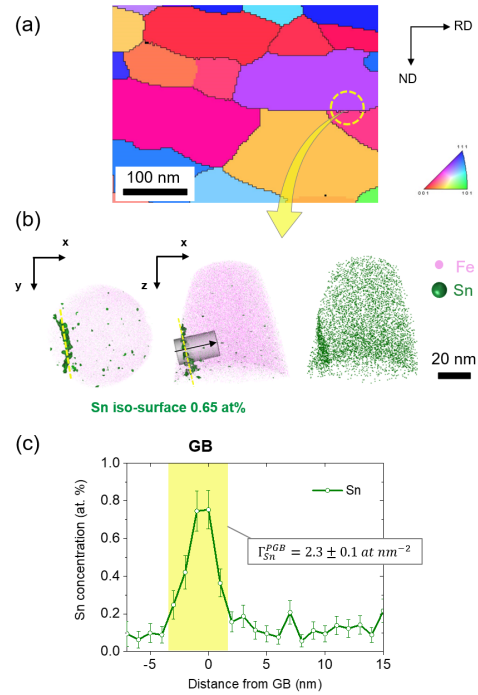 (a)
RD
ND
111
001
101
100 nm
(b)
x
x
y
z
Fe
Sn
20 nm
Sn iso-surface 0.65 at%
(c)
GB
Sn concentration (at. %)
1.0
0.8
0.6
0.4
0.2
0.0
Sn
Γ_{Sn}^{PGB} = 2.3 ± 0.1 at nm^{-2}
-5 0 5 10 15
Distance from GB (nm)